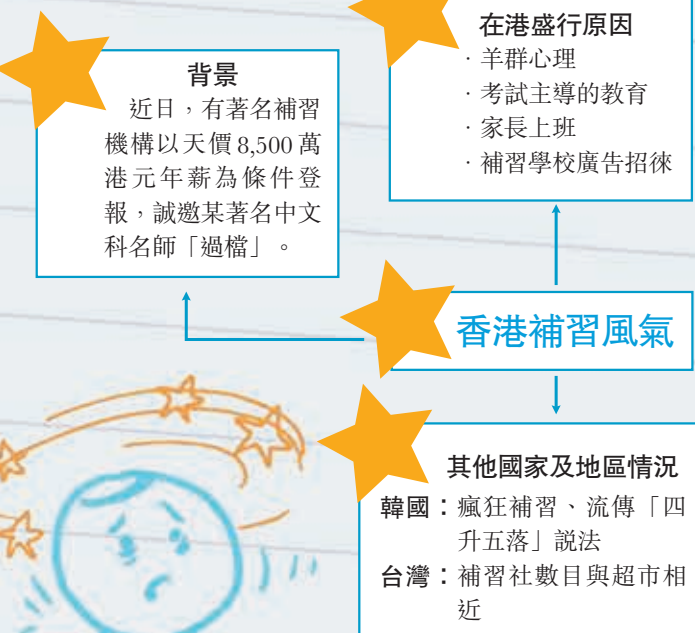 背景
近日，有著名補習
機構以天價 8,500 萬
港元年薪為條件登
報，誠邀某著名中文
科名師「過檔」。
在港盛行原因
· 羊群心理
· 考試主導的教育
· 家長上班
· 補習學校廣告招徠
香港補習風氣
其他國家及地區情況
韓國：瘋狂補習、流傳「四
升五落」說法
台灣：補習社數目與超市相
近